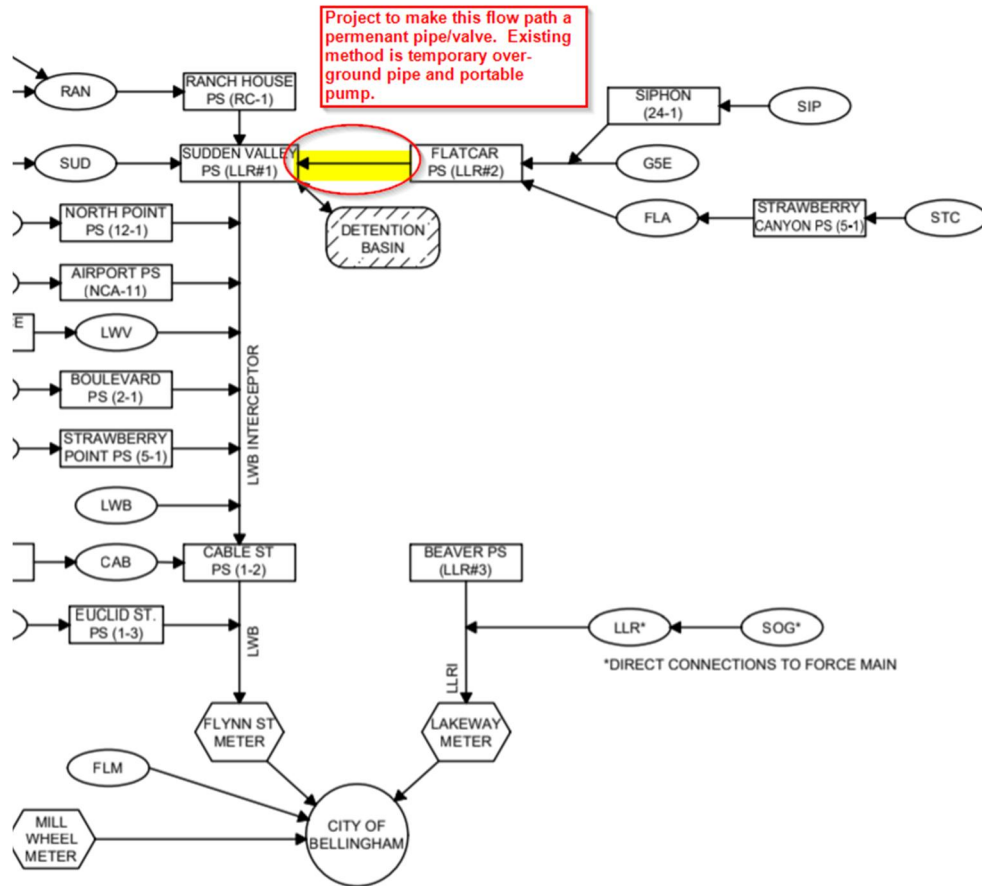 Project to make this flow path a
permenant pipe/valve. Existing
method is temporary over-
ground pipe and portable
pump.
RAN
RANCH HOUSE
PS (RC-1)
SIPHON
(24-1)
SIP
SUD
SUDDEN VALLEY
PS (LLR#1)
FLATCAR
PS (LLR#2)
G5E
NORTH POINT
PS (12-1)
DETENTION
BASIN
FLA
STRAWBERRY
CANYON PS (5-1)
STC
AIRPORT PS
(NCA-11)
LWV
BOULEVARD
PS (2-1)
LWB INTERCEPTOR
STRAWBERRY
POINT PS (5-1)
LWB
CAB
CABLE ST
PS (1-2)
BEAVER PS
(LLR#3)
EUCLID ST.
PS (1-3)
LWB
LLR*
SOG*
*DIRECT CONNECTIONS TO FORCE MAIN
LLRI
FLYNN ST
METER
LAKEWAY
METER
FLM
MILL
WHEEL
METER
CITY OF
BELLINGHAM